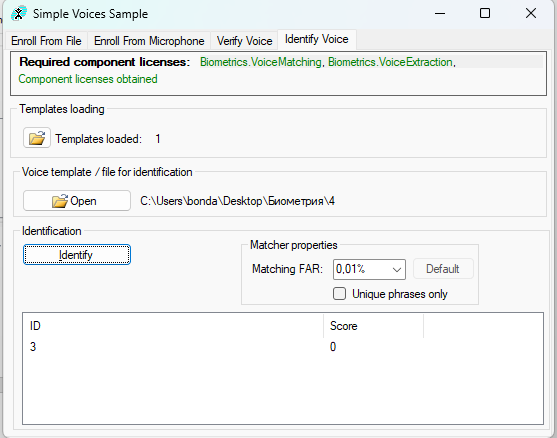 Simple Voices Sample
Enroll From File Enroll From Microphone Verify Voice Identify Voice
Required component licenses: Biometrics.VoiceMatching, Biometrics.VoiceExtraction,
Component licenses obtained
Templates loading
Templates loaded: 1
Voice template / file for identification
Open C:\Users\bonda\Desktop\Биометрия\4
Identification
Identify
Matcher properties
Matching FAR: 0,01% Default
Unique phrases only
ID Score
3 0